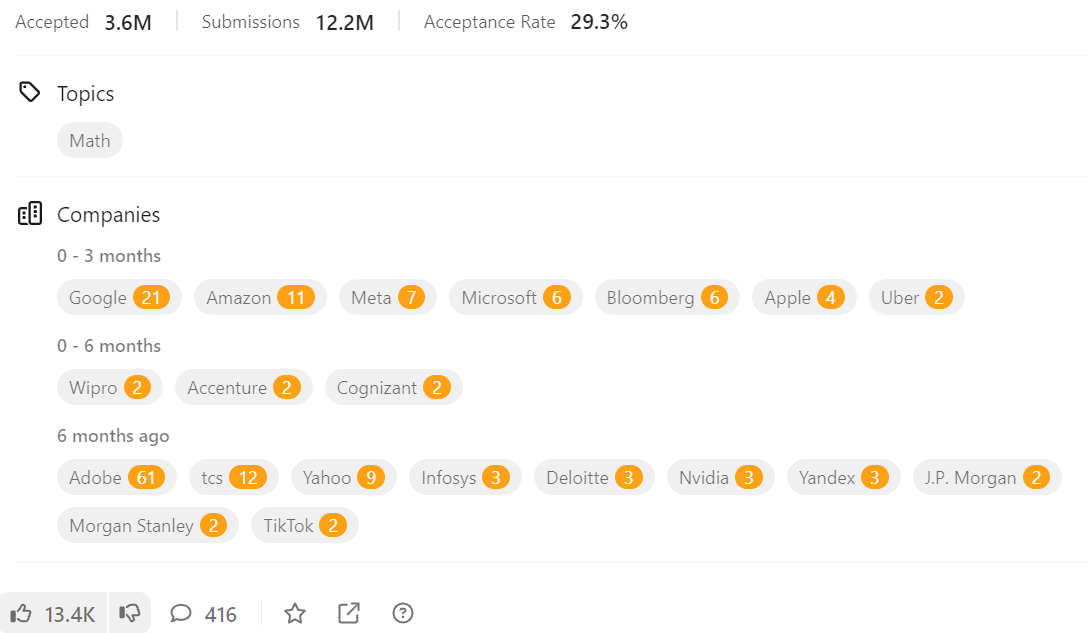 Accepted 3.6M Submissions 12.2M Acceptance Rate 29.3%
Topics
Math
Companies
0 - 3 months
Google 21 Amazon 11 Meta 7 Microsoft 6 Bloomberg 6 Apple 4 Uber 2
0 - 6 months
Wipro 2 Accenture 2 Cognizant 2
6 months ago
Adobe 61 tcs 12 Yahoo 9 Infosys 3 Deloitte 3 Nvidia 3 Yandex 3 J.P. Morgan 2
Morgan Stanley 2 TikTok 2
13.4K 416